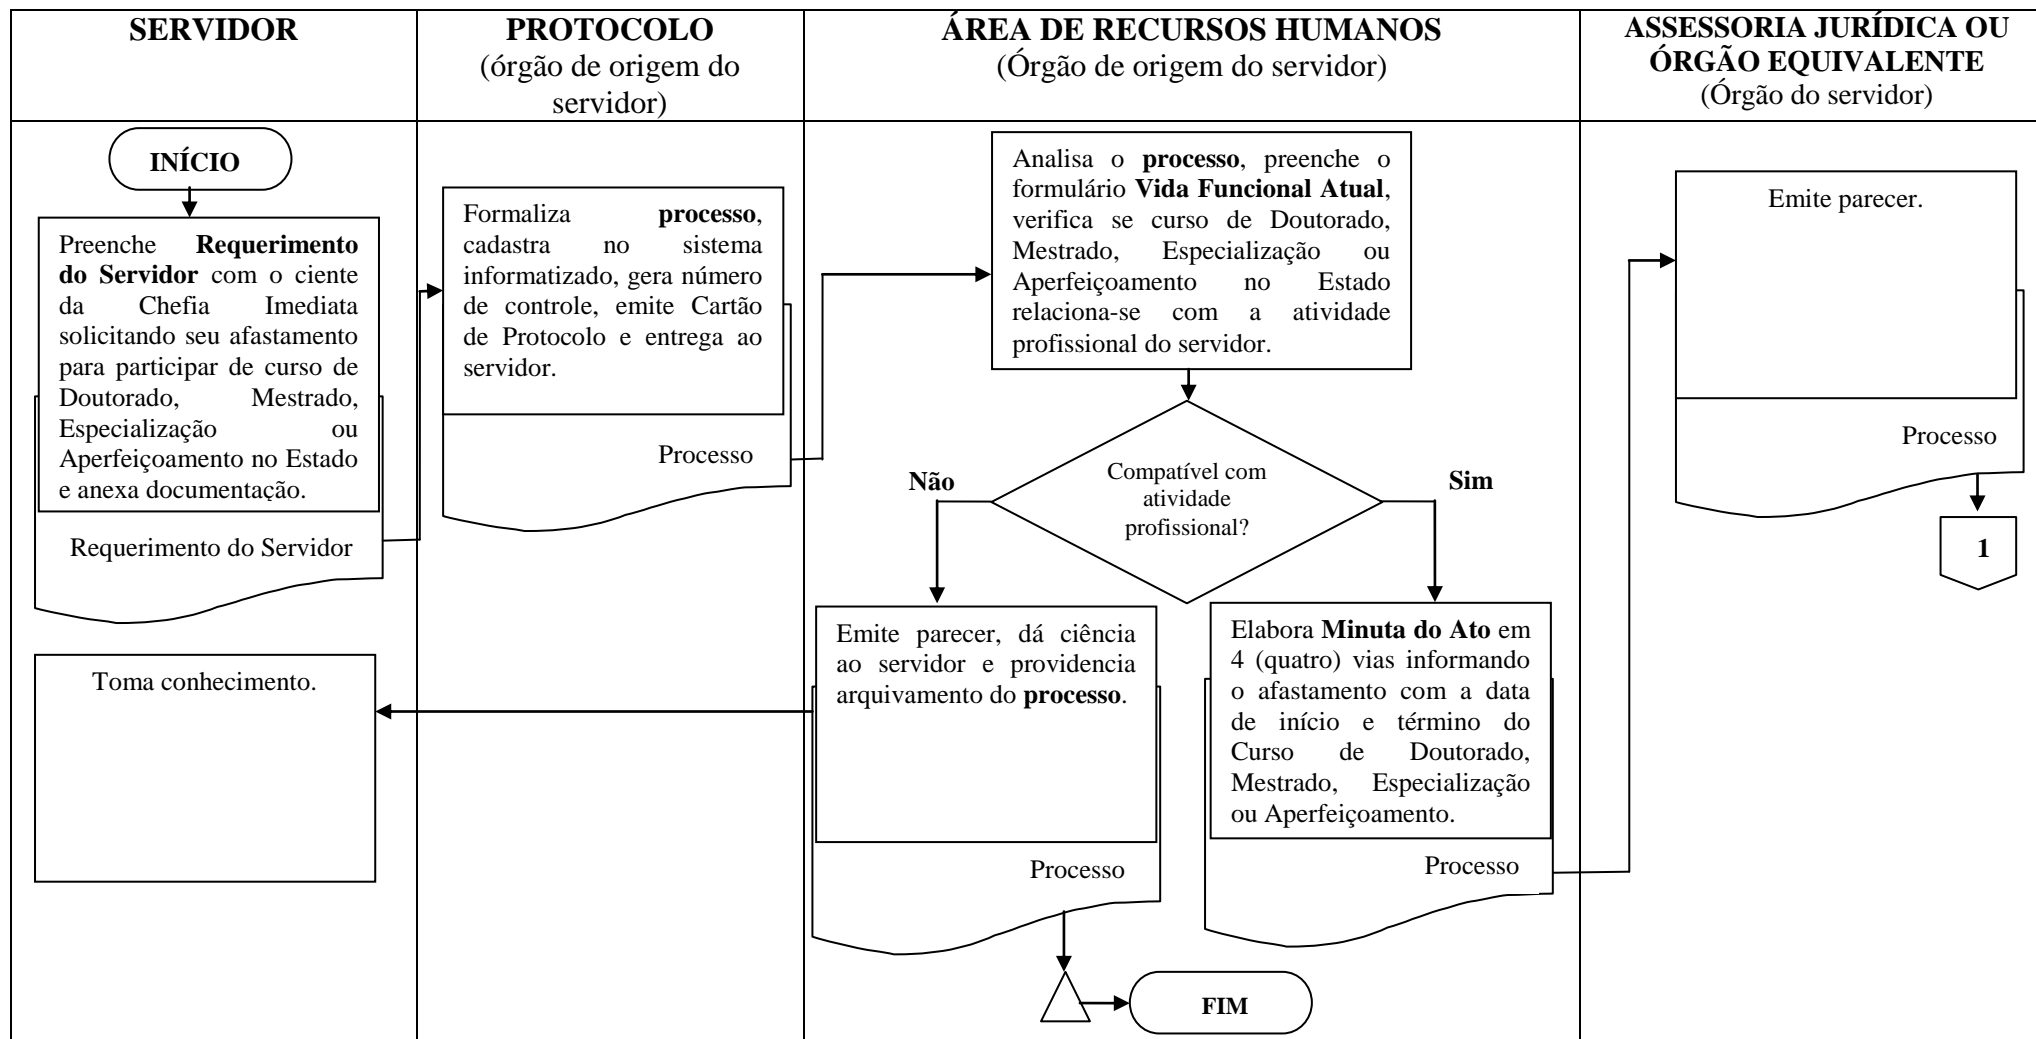 SERVIDOR
PROTOCOLO
(órgão de origem do
servidor)
ÁREA DE RECURSOS HUMANOS
(Órgão de origem do servidor)
ASSESSORIA JURÍDICA OU
ÓRGÃO EQUIVALENTE
(Órgão do servidor)
INÍCIO
Preenche Requerimento
do Servidor com o ciente
da Chefia Imediata
solicitando seu afastamento
para participar de curso de
Doutorado, Mestrado,
Especialização ou
Aperfeiçoamento no Estado
e anexa documentação.
Requerimento do Servidor
Toma conhecimento.
Formaliza processo,
cadastra no sistema
informatizado, gera número
de controle, emite Cartão
de Protocolo e entrega ao
servidor.
Processo
Analisa o processo, preenche o
formulário Vida Funcional Atual,
verifica se curso de Doutorado,
Mestrado, Especialização ou
Aperfeiçoamento no Estado
relaciona-se com a atividade
profissional do servidor.
Compatível com
atividade
profissional?
Não
Sim
Emite parecer, dá ciência
ao servidor e providencia
arquivamento do processo.
Processo
FIM
Elabora Minuta do Ato em
4 (quatro) vias informando
o afastamento com a data
de início e término do
Curso de Doutorado,
Mestrado, Especialização
ou Aperfeiçoamento.
Processo
Emite parecer.
Processo
1